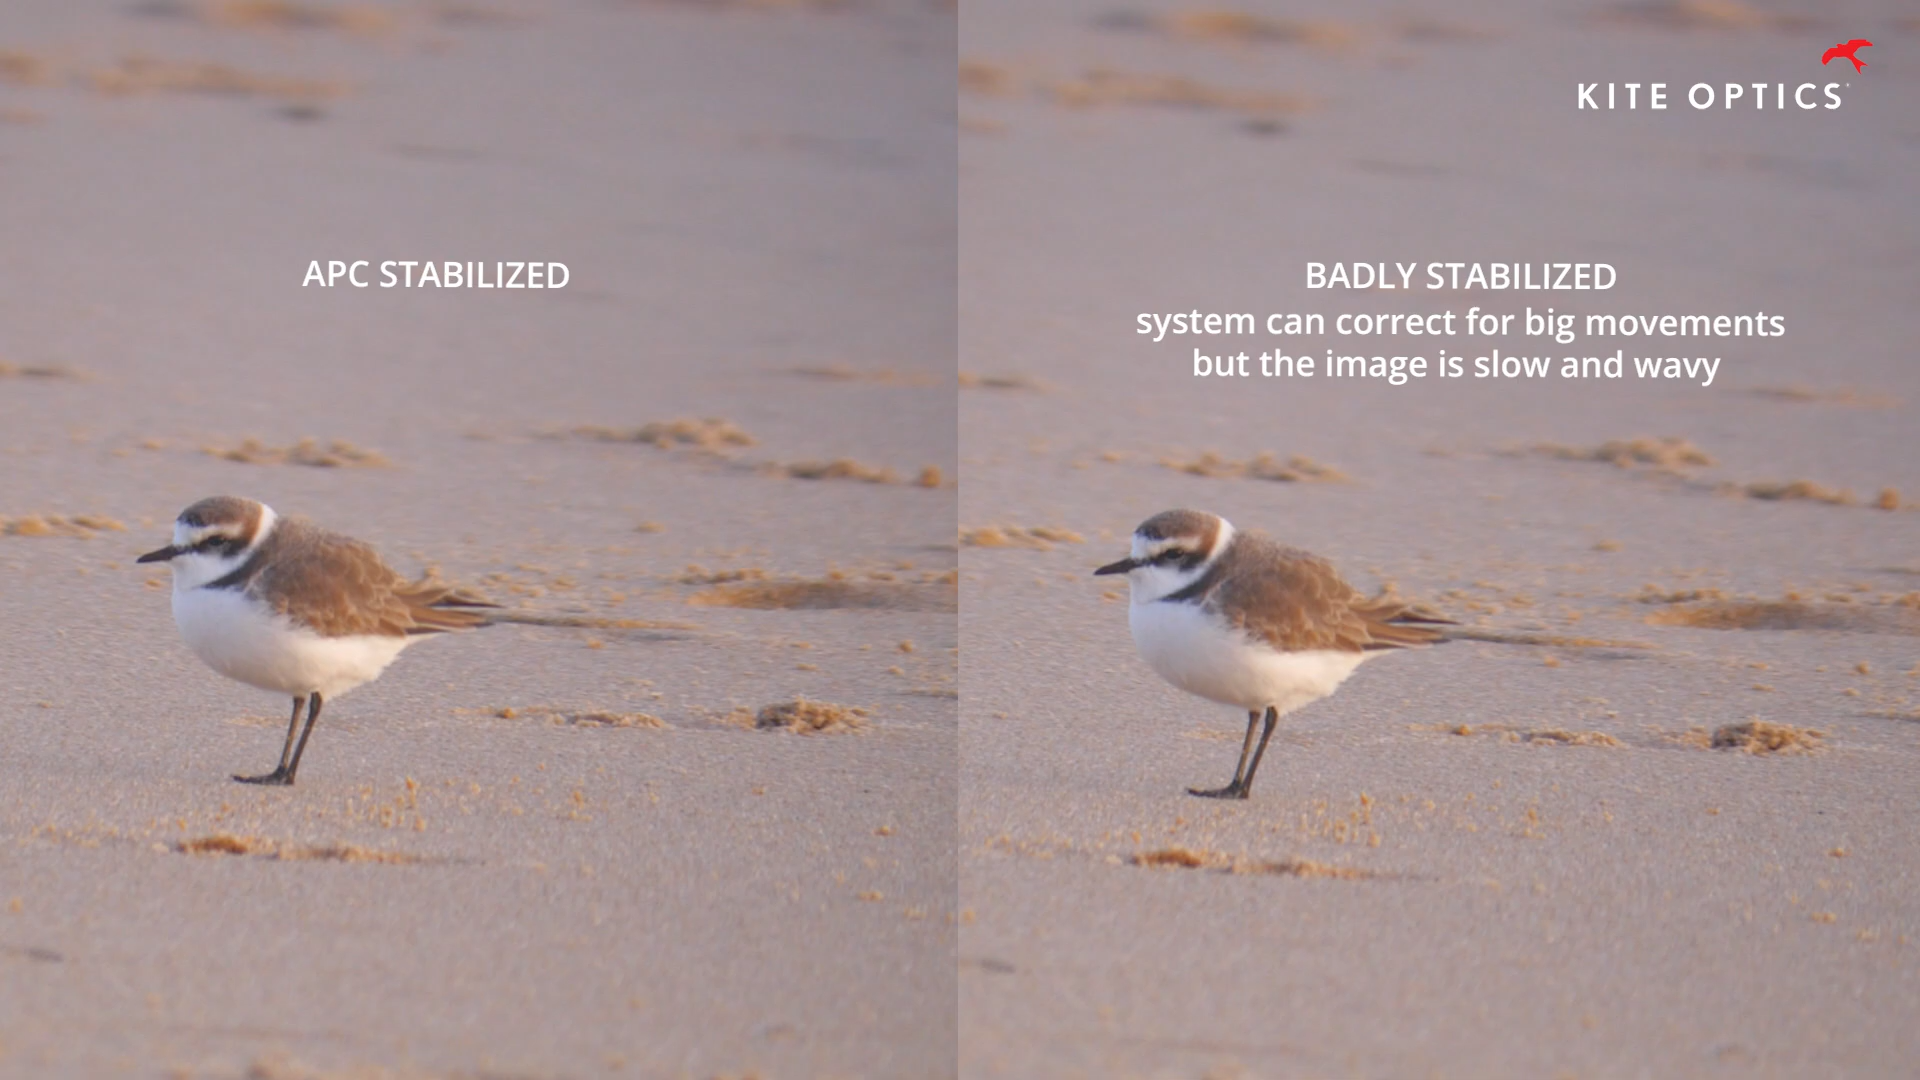 APC STABILIZED
KITE OPTICS
BADLY STABILIZED
system can correct for big movements
but the image is slow and wavy